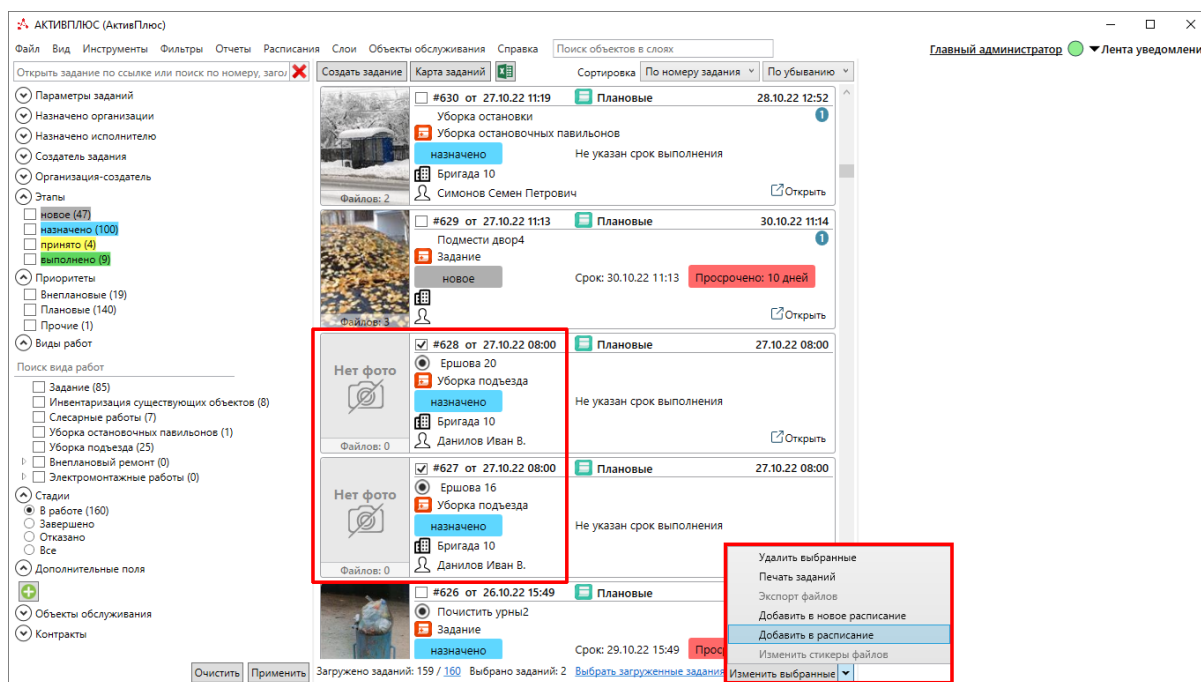 АКТИВПЛЮС (АктивПлюс)
Файл Вид Инструменты Фильтры Отчеты Расписания Слои Объекты обслуживания Справка Поиск объектов в слоях Главный администратор Лента уведомлени
Открыть задание по ссылке или поиск по номеру, заго. Создать задание Карта заданий Сортировка По номеру задания По убыванию
Параметры заданий
Назначено организации
Назначено исполнителю
Создатель задания
Организация-создатель
Этапы
новое (47)
назначено (100)
принято (4)
выполнено (9)
Приоритеты
Внеплановые (19)
Плановые (140)
Прочие (1)
Виды работ
Поиск вида работ
Задание (85)
Инвентаризация существующих объектов (8)
Слесарные работы (7)
Уборка остановочных павильонов (1)
Уборка подъезда (25)
Внеплановый ремонт (0)
Электромонтажные работы (0)
Стадии
В работе (160)
Завершено
Отказано
Все
Дополнительные поля
Объекты обслуживания
Контракты
Очистить Применить
#630 от 27.10.22 11:19 Плановые 28.10.22 12:52
Уборка остановки 1
Уборка остановочных павильонов
назначено Не указан срок выполнения
Бригада 10
Файлов: 2 Симонов Семен Петрович Открыть
#629 от 27.10.22 11:13 Плановые 30.10.22 11:14
Подмести двор4 1
Задание
новое Срок: 30.10.22 11:13 Просрочено: 10 дней
Файлов: 3 Открыть
#628 от 27.10.22 08:00 Плановые 27.10.22 08:00
Ершова 20
Нет фото Уборка подъезда
назначено Не указан срок выполнения
Бригада 10
Файлов: 0 Данилов Иван В. Открыть
#627 от 27.10.22 08:00 Плановые 27.10.22 08:00
Ершова 16
Нет фото Уборка подъезда
назначено Не указан срок выполнения
Бригада 10
Файлов: 0 Данилов Иван В.
#626 от 26.10.22 15:49 Плановые
Почистить урны2
Задание
назначено Срок: 29.10.22 15:49 Прос
Удалить выбранные
Печать заданий
Экспорт файлов
Добавить в новое расписание
Добавить в расписание
Изменить стикеры файлов
Загружено заданий: 159 / 160 Выбрано заданий: 2 Выбрать загруженные задания Изменить выбранные